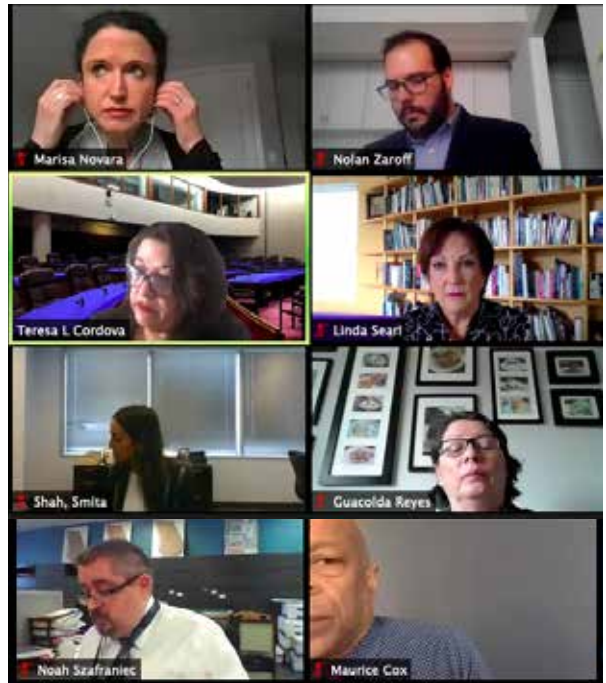 Marisa Novara
Nolan Zaroff
Teresa L Cordova
Linda Searl
Shah, Smita
Guacolda Reyes
Noah Szafraniec
Maurice Cox